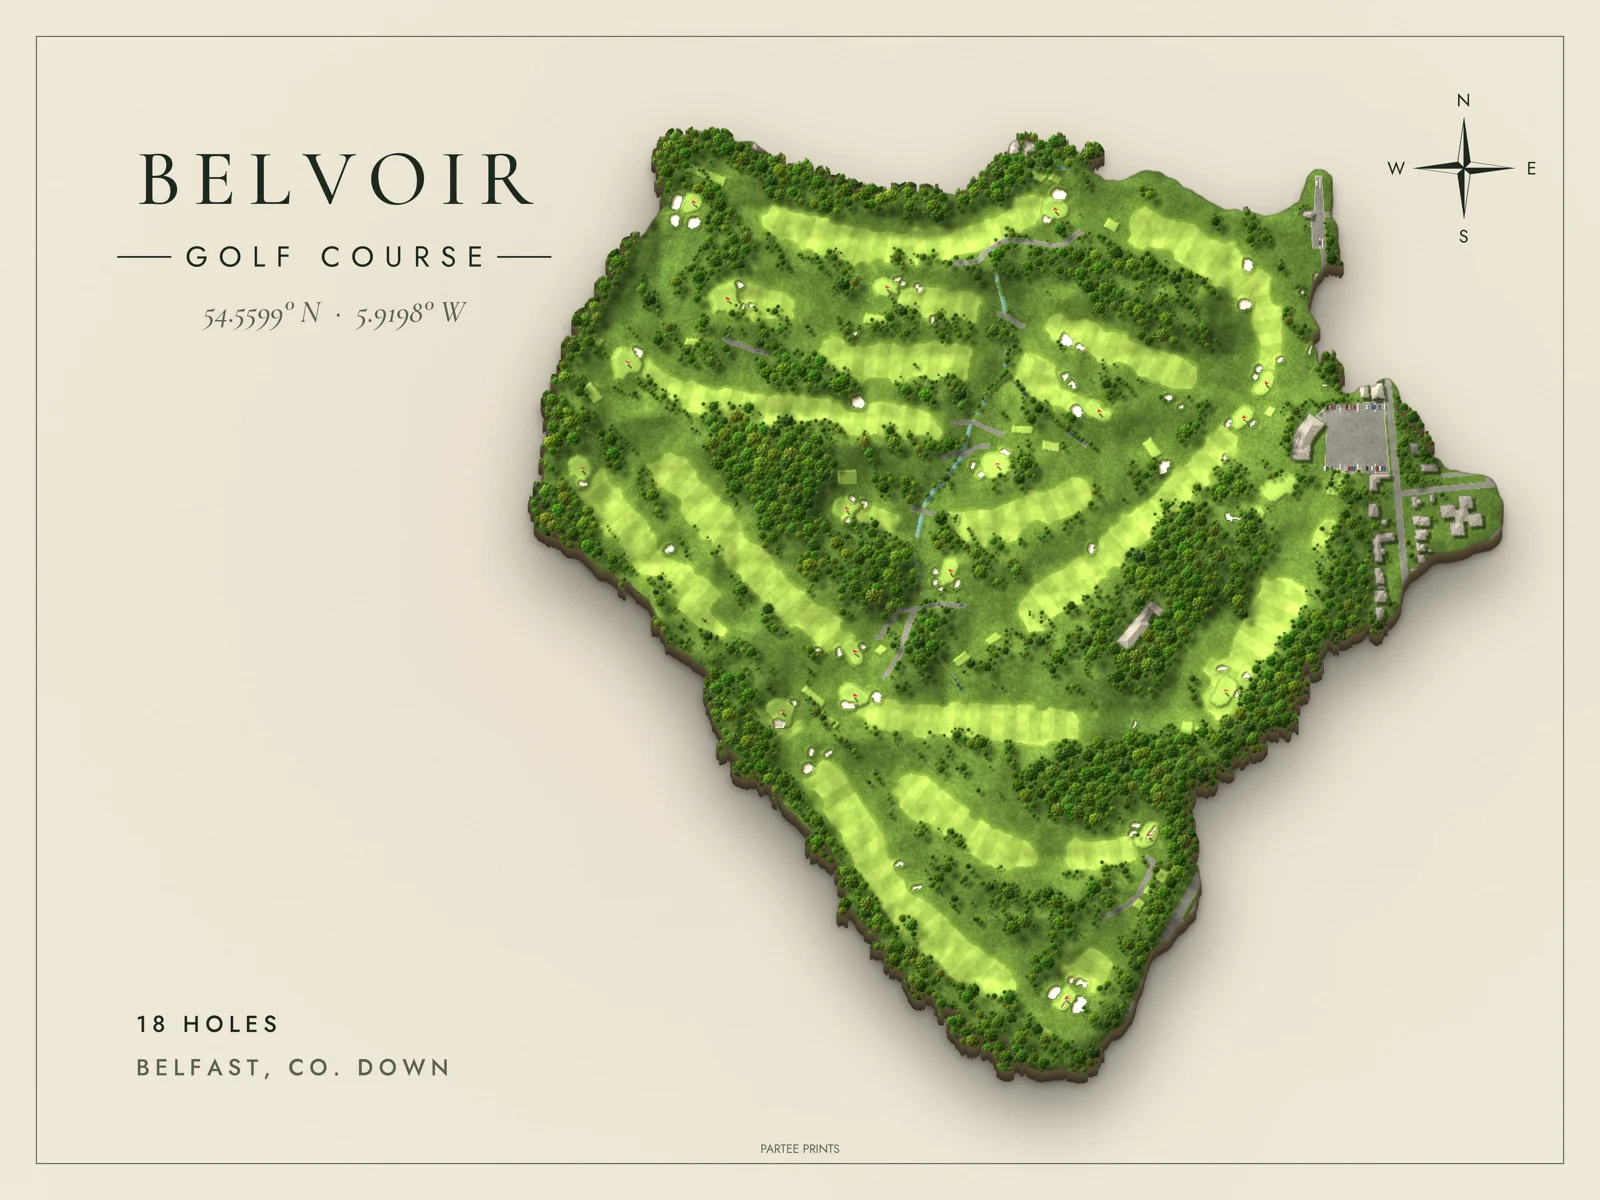 BELVOIR
GOLF COURSE
54.5599° N · 5.9198° W
N
W E
S
18 HOLES
BELFAST, CO. DOWN
PARTEE PRINTS